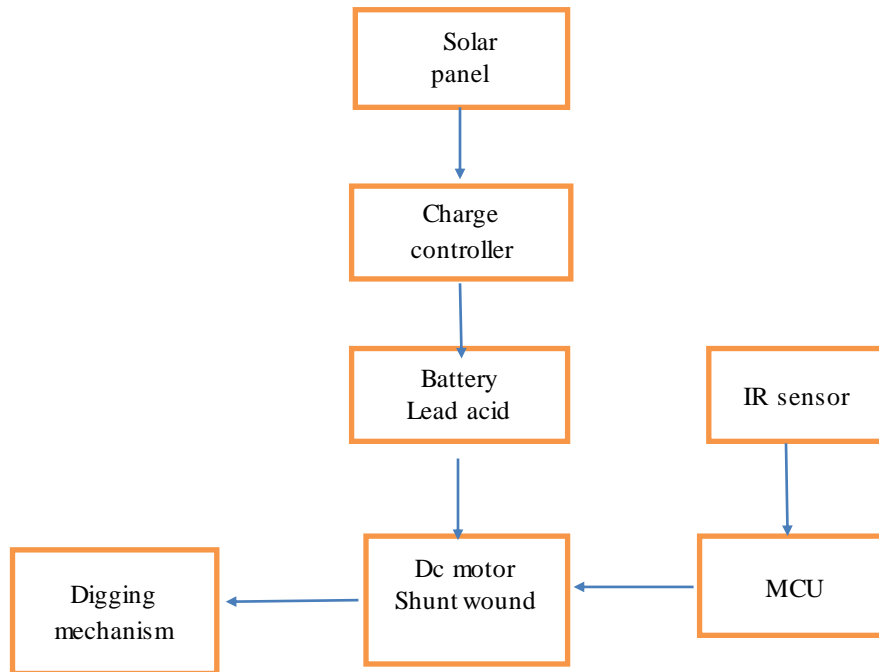 Solar
panel
Charge
controller
Battery
Lead acid
IR sensor
Dc motor
Shunt wound
MCU
Digging
mechanism